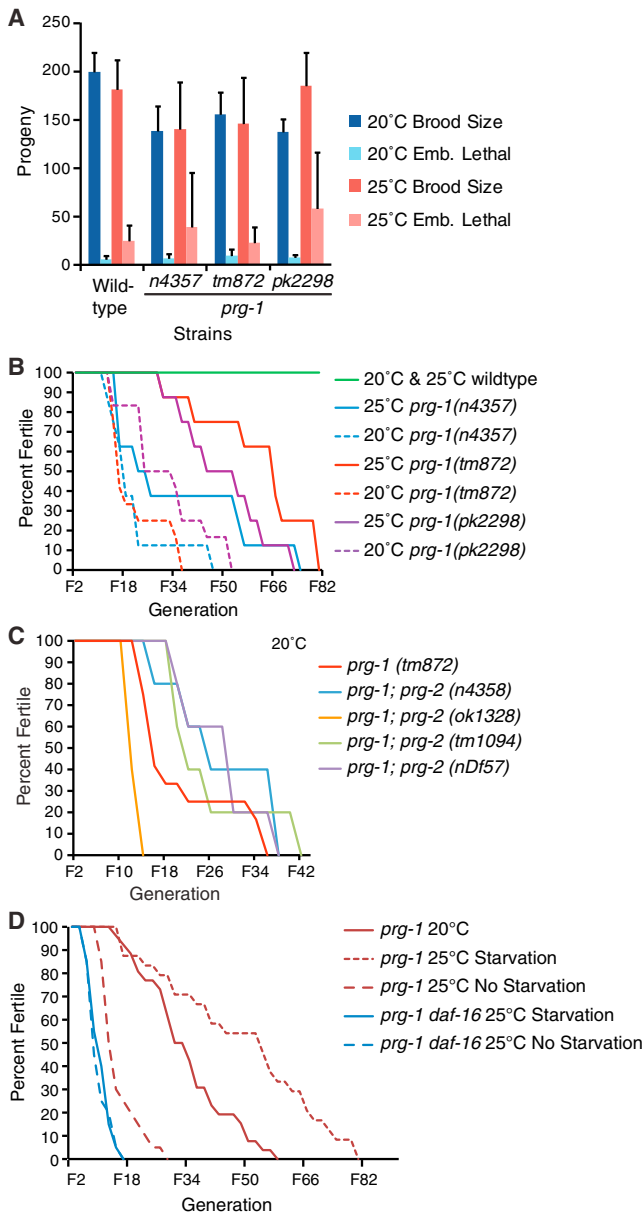 A
250
200
150
100
50
0
Progeny
Wild-
type
n4357
tm872
pk2298
prg-1
Strains
20˚C Brood Size
20˚C Emb. Lethal
25˚C Brood Size
25˚C Emb. Lethal
B
100
90
80
70
60
50
40
30
20
10
0
Percent Fertile
F2
F18
F34
F50
F66
F82
Generation
20˚C & 25˚C wildtype
25˚C prg-1(n4357)
20˚C prg-1(n4357)
25˚C prg-1(tm872)
20˚C prg-1(tm872)
25˚C prg-1(pk2298)
20˚C prg-1(pk2298)
C
20˚C
100
80
60
40
20
0
Percent Fertile
F2
F10
F18
F26
F34
F42
Generation
prg-1 (tm872)
prg-1; prg-2 (n4358)
prg-1; prg-2 (ok1328)
prg-1; prg-2 (tm1094)
prg-1; prg-2 (nDf57)
D
100
90
80
70
60
50
40
30
20
10
0
Percent Fertile
F2
F18
F34
F50
F66
F82
Generation
prg-1 20°C
prg-1 25°C Starvation
prg-1 25°C No Starvation
prg-1 daf-16 25°C Starvation
prg-1 daf-16 25°C No Starvation